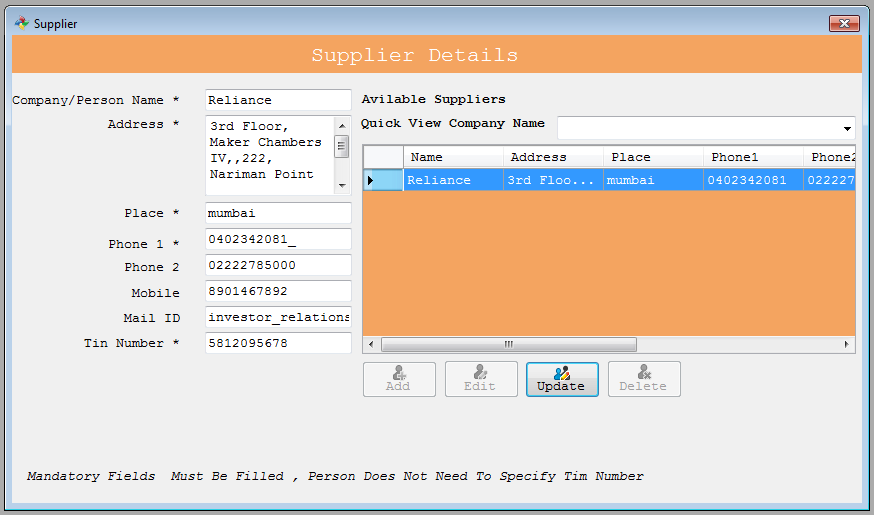 Supplier
Supplier Details
Company/Person Name *
Reliance
Address *
3rd Floor,
Maker Chambers
IV,,222,
Nariman Point
Place *
mumbai
Phone 1 *
0402342081_
Phone 2
02222785000
Mobile
8901467892
Mail ID
investor_relations
Tin Number *
5812095678
Avilable Suppliers
Quick View Company Name
Name Address Place Phone1 Phone2
Reliance 3rd Floo... mumbai 0402342081 022227
Add Edit Update Delete
Mandatory Fields Must Be Filled , Person Does Not Need To Specify Tim Number